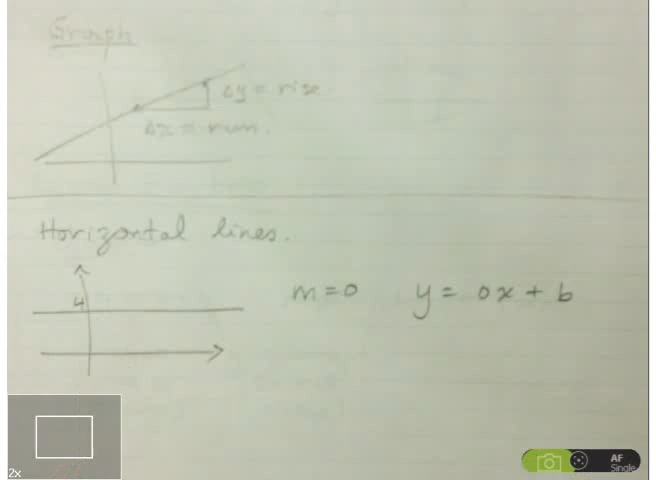 Graph
Δy = rise
Δx = run.
Horizontal lines.
4
m = 0 y = 0x + b
2x
AF
Single